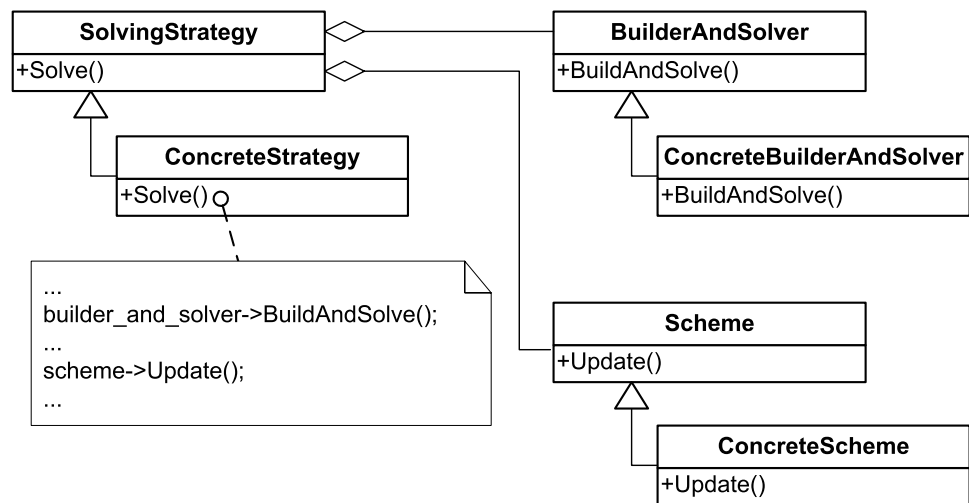 SolvingStrategy
+Solve()
BuilderAndSolver
+BuildAndSolve()
ConcreteStrategy
+Solve()
ConcreteBuilderAndSolver
+BuildAndSolve()
...
builder_and_solver->BuildAndSolve();
...
scheme->Update();
...
Scheme
+Update()
ConcreteScheme
+Update()